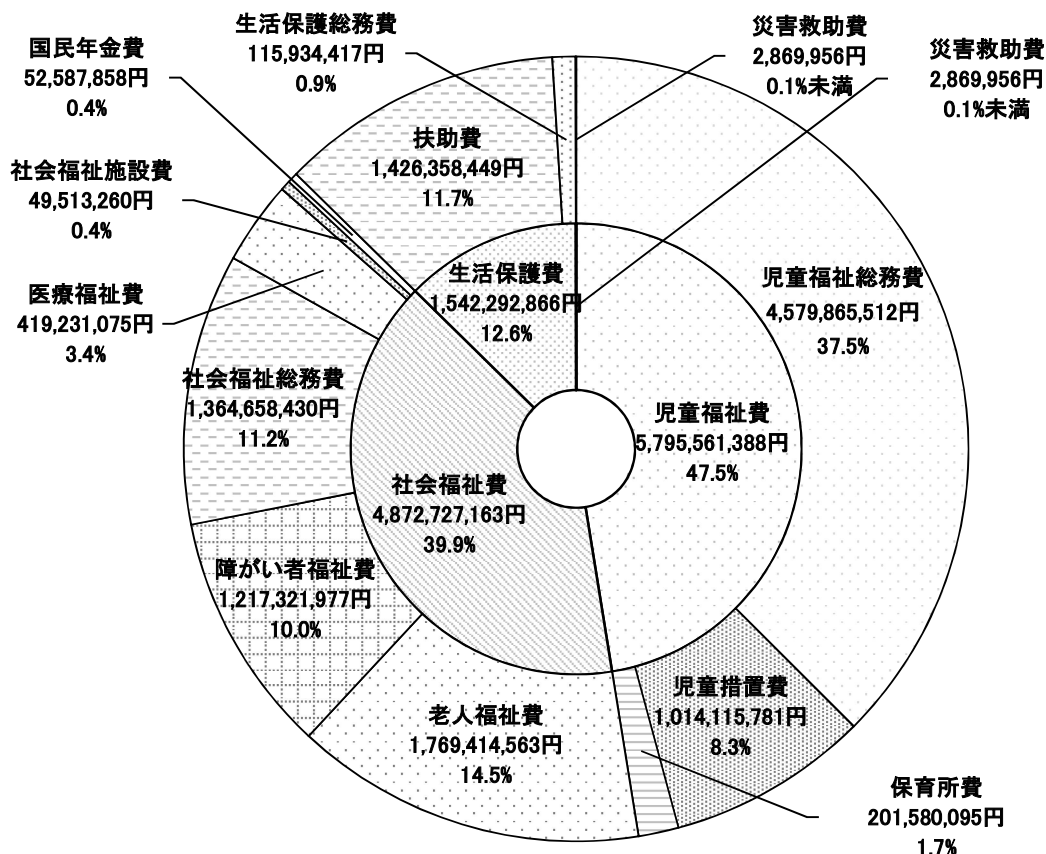 生活保護総務費
115,934,417円
0.9%
災害救助費
2,869,956円
0.1%未満
災害救助費
2,869,956円
0.1%未満
国民年金費
52,587,858円
0.4%
扶助費
1,426,358,449円
11.7%
社会福祉施設費
49,513,260円
0.4%
生活保護費
1,542,292,866円
12.6%
児童福祉総務費
4,579,865,512円
37.5%
医療福祉費
419,231,075円
3.4%
社会福祉総務費
1,364,658,430円
11.2%
児童福祉費
5,795,561,388円
47.5%
社会福祉費
4,872,727,163円
39.9%
障がい者福祉費
1,217,321,977円
10.0%
児童措置費
1,014,115,781円
8.3%
老人福祉費
1,769,414,563円
14.5%
保育所費
201,580,095円
1.7%